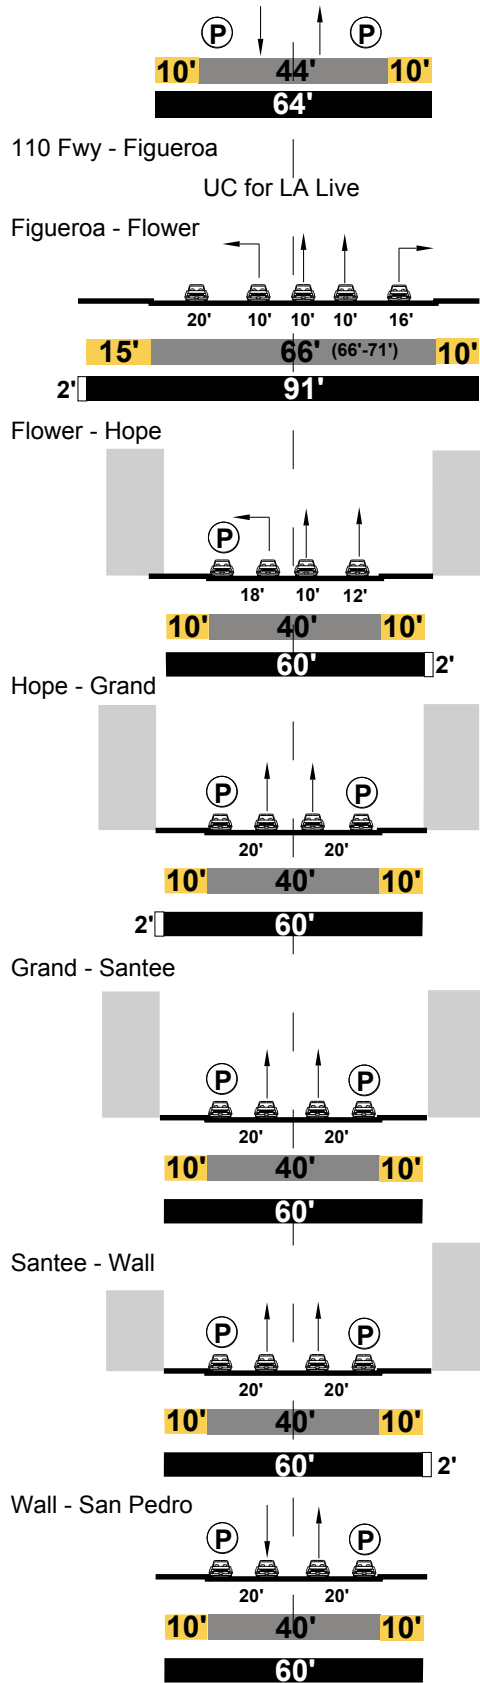 P P
10' 44' 10'
64'
110 Fwy - Figueroa
UC for LA Live
Figueroa - Flower
20' 10' 10' 10' 16'
15' 66' (66'-71') 10'
2' 91'
Flower - Hope
P
18' 10' 12'
10' 40' 10'
60' 2'
Hope - Grand
P P
20' 20'
10' 40' 10'
2' 60'
Grand - Santee
P P
20' 20'
10' 40' 10'
60'
Santee - Wall
P P
20' 20'
10' 40' 10'
60' 2'
Wall - San Pedro
P P
20' 20'
10' 40' 10'
60'